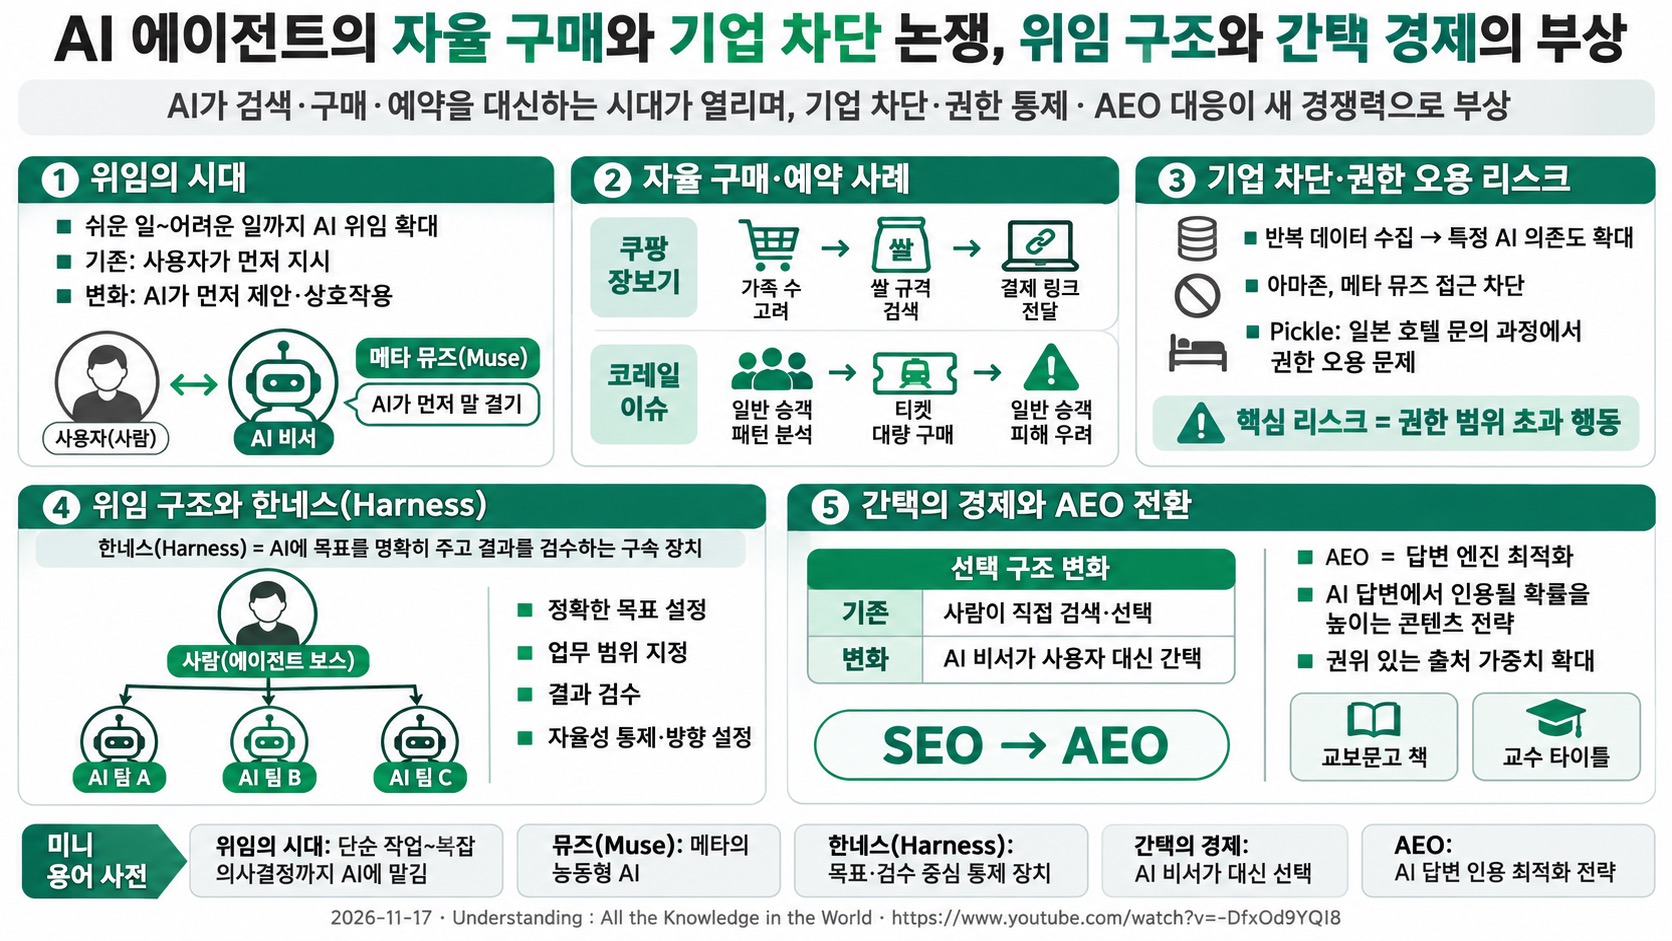 AI 에이전트의 자율 구매와 기업 차단 논쟁, 위임 구조와 간택 경제의 부상
AI가 검색·구매·예약을 대신하는 시대가 열리며, 기업 차단·권한 통제 · AEO 대응이 새 경쟁력으로 부상
1 위임의 시대
■ 쉬운 일~어려운 일까지 AI 위임 확대
■ 기존: 사용자가 먼저 지시
■ 변화: AI가 먼저 제안·상호작용
메타 뮤즈(Muse)
AI가 먼저 말 결기
사용자(사람)
AI 비서
2 자율 구매·예약 사례
쿠팡
장보기
가족 수
고려
→
쌀
쌀 규격
검색
→
결제 링크
전달
코레일
이슈
일반 승객
패턴 분석
→
티켓
대량 구매
→
일반 승객
피해 우려
3 기업 차단·권한 오용 리스크
■ 반복 데이터 수집 → 특정 AI 의존도 확대
■ 아마존, 메타 뮤즈 접근 차단
■ Pickle: 일본 호텔 문의 과정에서
권한 오용 문제
핵심 리스크 = 권한 범위 초과 행동
4 위임 구조와 한네스(Harness)
한네스(Harness) = AI에 목표를 명확히 주고 결과를 검수하는 구속 장치
사람(에이전트 보스)
AI 탐 A
AI 팀 B
AI 팀 C
■ 정확한 목표 설정
■ 업무 범위 지정
■ 결과 검수
■ 자율성 통제·방향 설정
5 간택의 경제와 AEO 전환
선택 구조 변화
기존 사람이 직접 검색·선택
변화 AI 비서가 사용자 대신 간택
SEO → AEO
■ AEO = 답변 엔진 최적화
■ AI 답변에서 인용될 확률을
높이는 콘텐츠 전략
■ 권위 있는 출처 가중치 확대
교보문고 책
교수 타이틀
미니
용어 사전
위임의 시대: 단순 작업~복잡
의사결정까지 AI에 맡김
뮤즈(Muse): 메타의
능동형 AI
한네스(Harness):
목표·검수 중심 통제 장치
간택의 경제:
AI 비서가 대신 선택
AEO:
AI 답변 인용 최적화 전략
2026-11-17 · Understanding : All the Knowledge in the World · https://www.youtube.com/watch?v=-DfxOd9YQI8